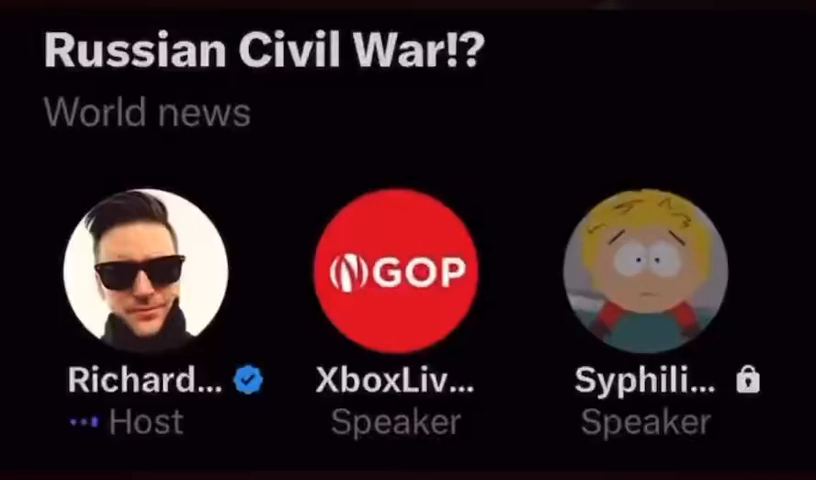 Russian Civil War!?
World news
GOP
Richard... XboxLiv... Syphili...
Host Speaker Speaker